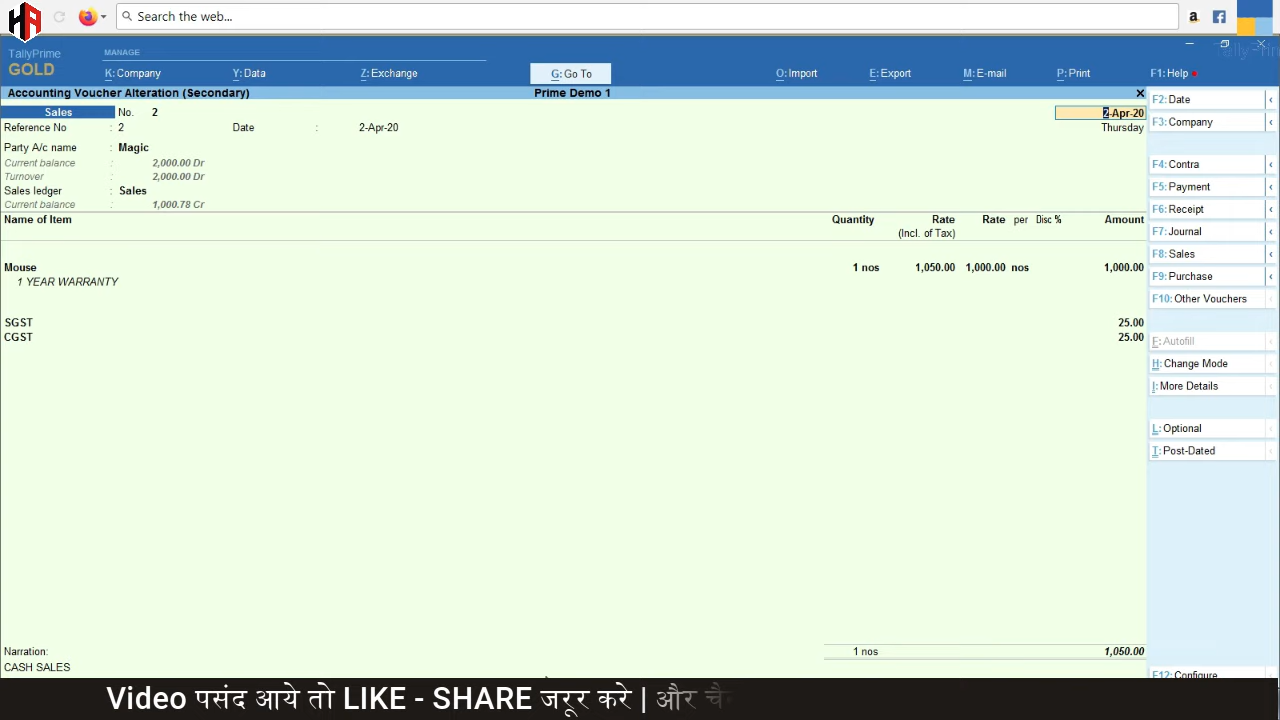 Search the web...
TallyPrime
GOLD
MANAGE
K: Company Y: Data Z: Exchange G: Go To O: Import E: Export M: E-mail P: Print F1: Help
Accounting Voucher Alteration (Secondary) Prime Demo 1
Sales No. 2 2-Apr-20
Reference No : 2 Date : 2-Apr-20 Thursday
Party A/c name : Magic
Current balance : 2,000.00 Dr
Turnover : 2,000.00 Dr
Sales ledger : Sales
Current balance : 1,000.78 Cr
Name of Item Quantity Rate Rate per Disc % Amount
(Incl. of Tax)
Mouse 1 nos 1,050.00 1,000.00 nos 1,000.00
1 YEAR WARRANTY
SGST 25.00
CGST 25.00
Narration: 1 nos 1,050.00
CASH SALES
F2: Date
F3: Company
F4: Contra
F5: Payment
F6: Receipt
F7: Journal
F8: Sales
F9: Purchase
F10: Other Vouchers
F: Autofill
H: Change Mode
I: More Details
L: Optional
T: Post-Dated
F12: Configure
Video पसंद आये तो LIKE - SHARE जरूर करे | और